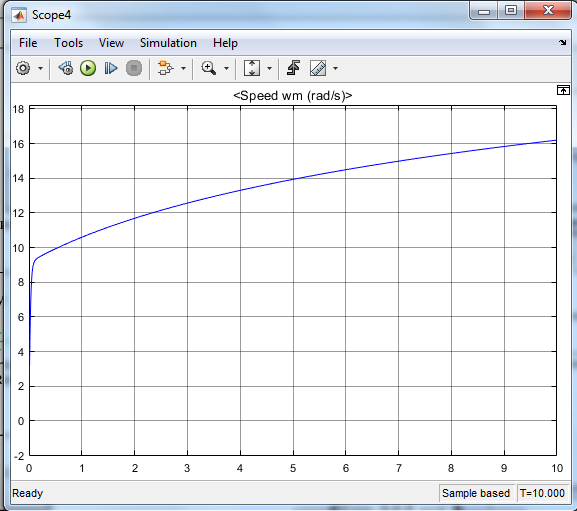 Scope4
File Tools View Simulation Help
<Speed wm (rad/s)>
18
16
14
12
10
8
6
4
2
0
-2
0 1 2 3 4 5 6 7 8 9 10
Ready
Sample based T=10.000